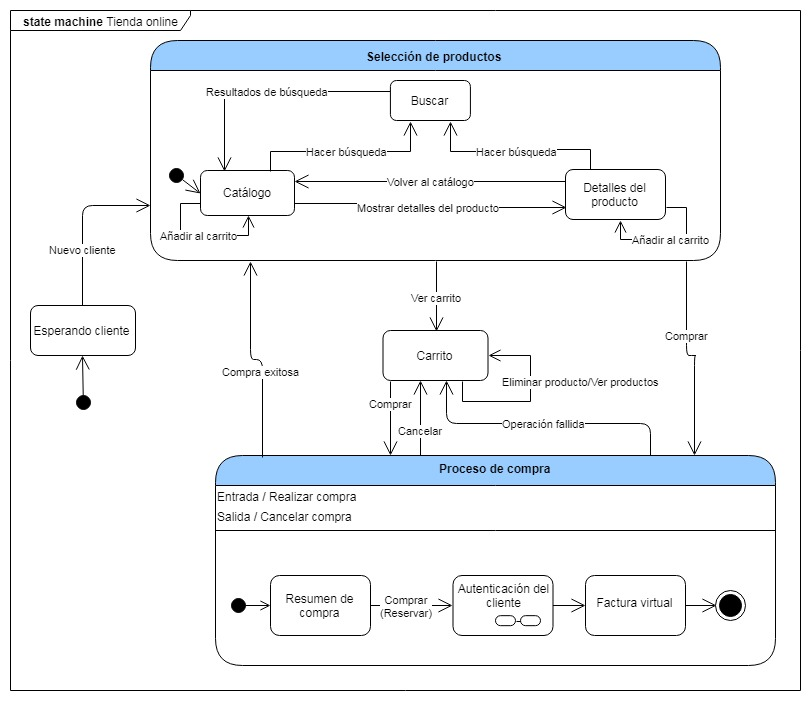 state machine Tienda online
Selección de productos
Resultados de búsqueda
Buscar
Hacer búsqueda
Hacer búsqueda
Catálogo
Volver al catálogo
Detalles del
producto
Mostrar detalles del producto
Añadir al carrito
Añadir al carrito
Nuevo cliente
Ver carrito
Esperando cliente
Comprar
Carrito
Compra exitosa
Eliminar producto/Ver productos
Comprar
Cancelar
Operación fallida
Proceso de compra
Entrada / Realizar compra
Salida / Cancelar compra
Resumen de
compra
Comprar
(Reservar)
Autenticación del
cliente
Factura virtual